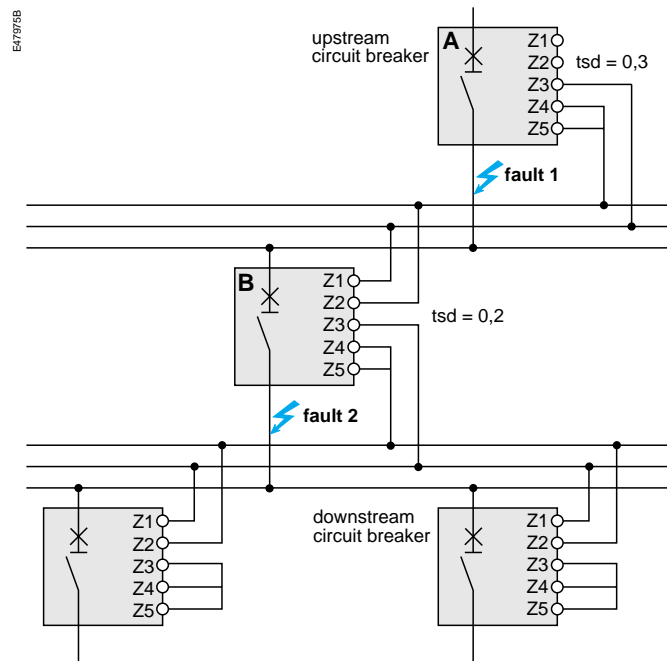 E47975B
upstream
circuit breaker
A
Z1
Z2
Z3
Z4
Z5
tsd = 0,3
fault 1
B
Z1
Z2
Z3
Z4
Z5
tsd = 0,2
fault 2
Z1
Z2
Z3
Z4
Z5
downstream
circuit breaker
Z1
Z2
Z3
Z4
Z5